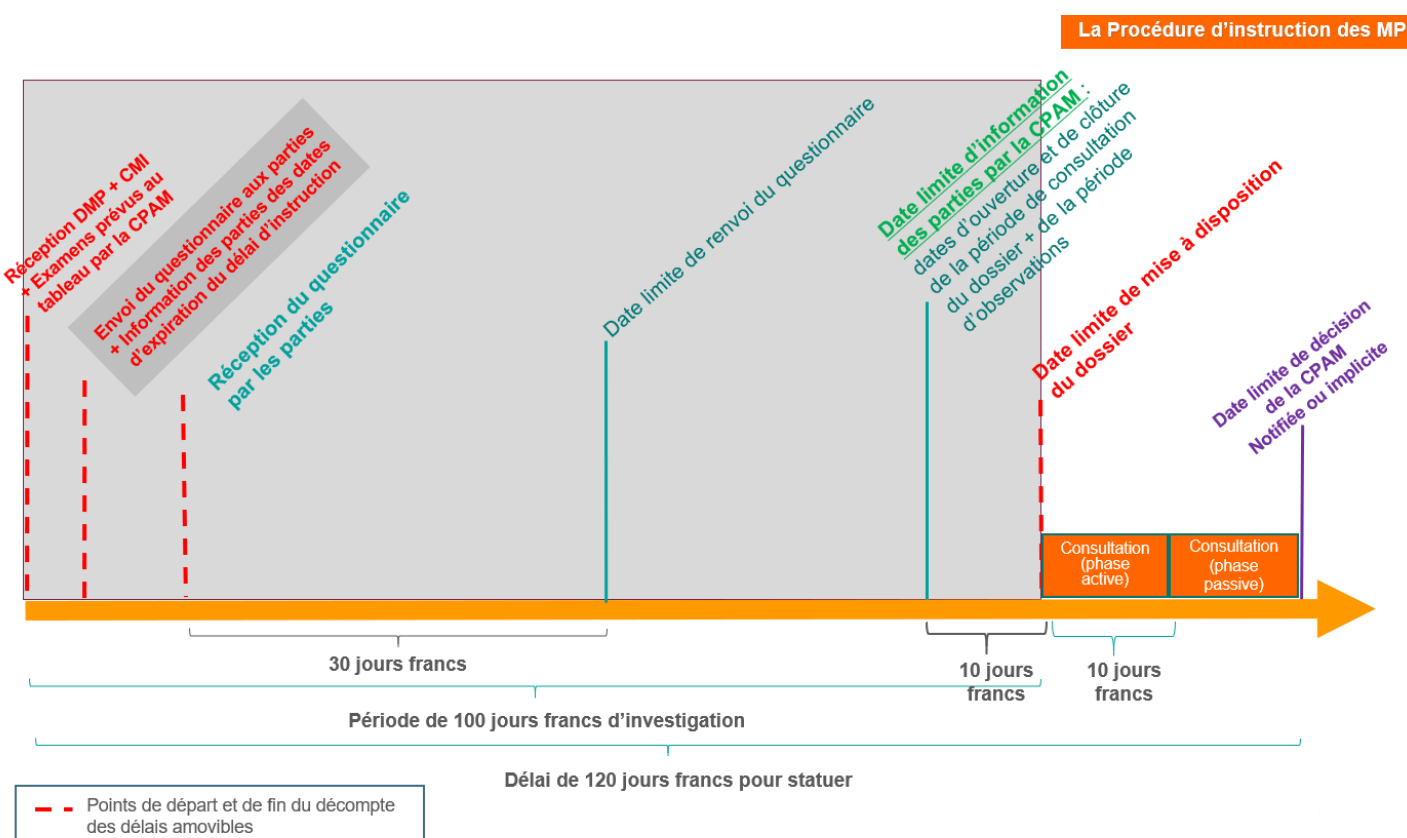 La Procédure d'instruction des MP
Réception DMP + CMI
+ Examens prévus au
tableau par la CPAM
Envoi du questionnaire aux parties
+ Information des parties des dates
d'expiration du délai d'instruction
Réception du questionnaire
par les parties
Date limite de renvoi du questionnaire
Date limite d'information
des parties par la CPAM :
dates d'ouverture et de clôture
de la période de consultation
du dossier + de la période
d'observations
Date limite de mise à disposition
du dossier
Date limite de décision
de la CPAM
Notifiée ou implicite
Consultation
(phase
active)
Consultation
(phase
passive)
30 jours francs
10 jours
francs
10 jours
francs
Période de 100 jours francs d'investigation
Délai de 120 jours francs pour statuer
Points de départ et de fin du décompte
des délais amovibles